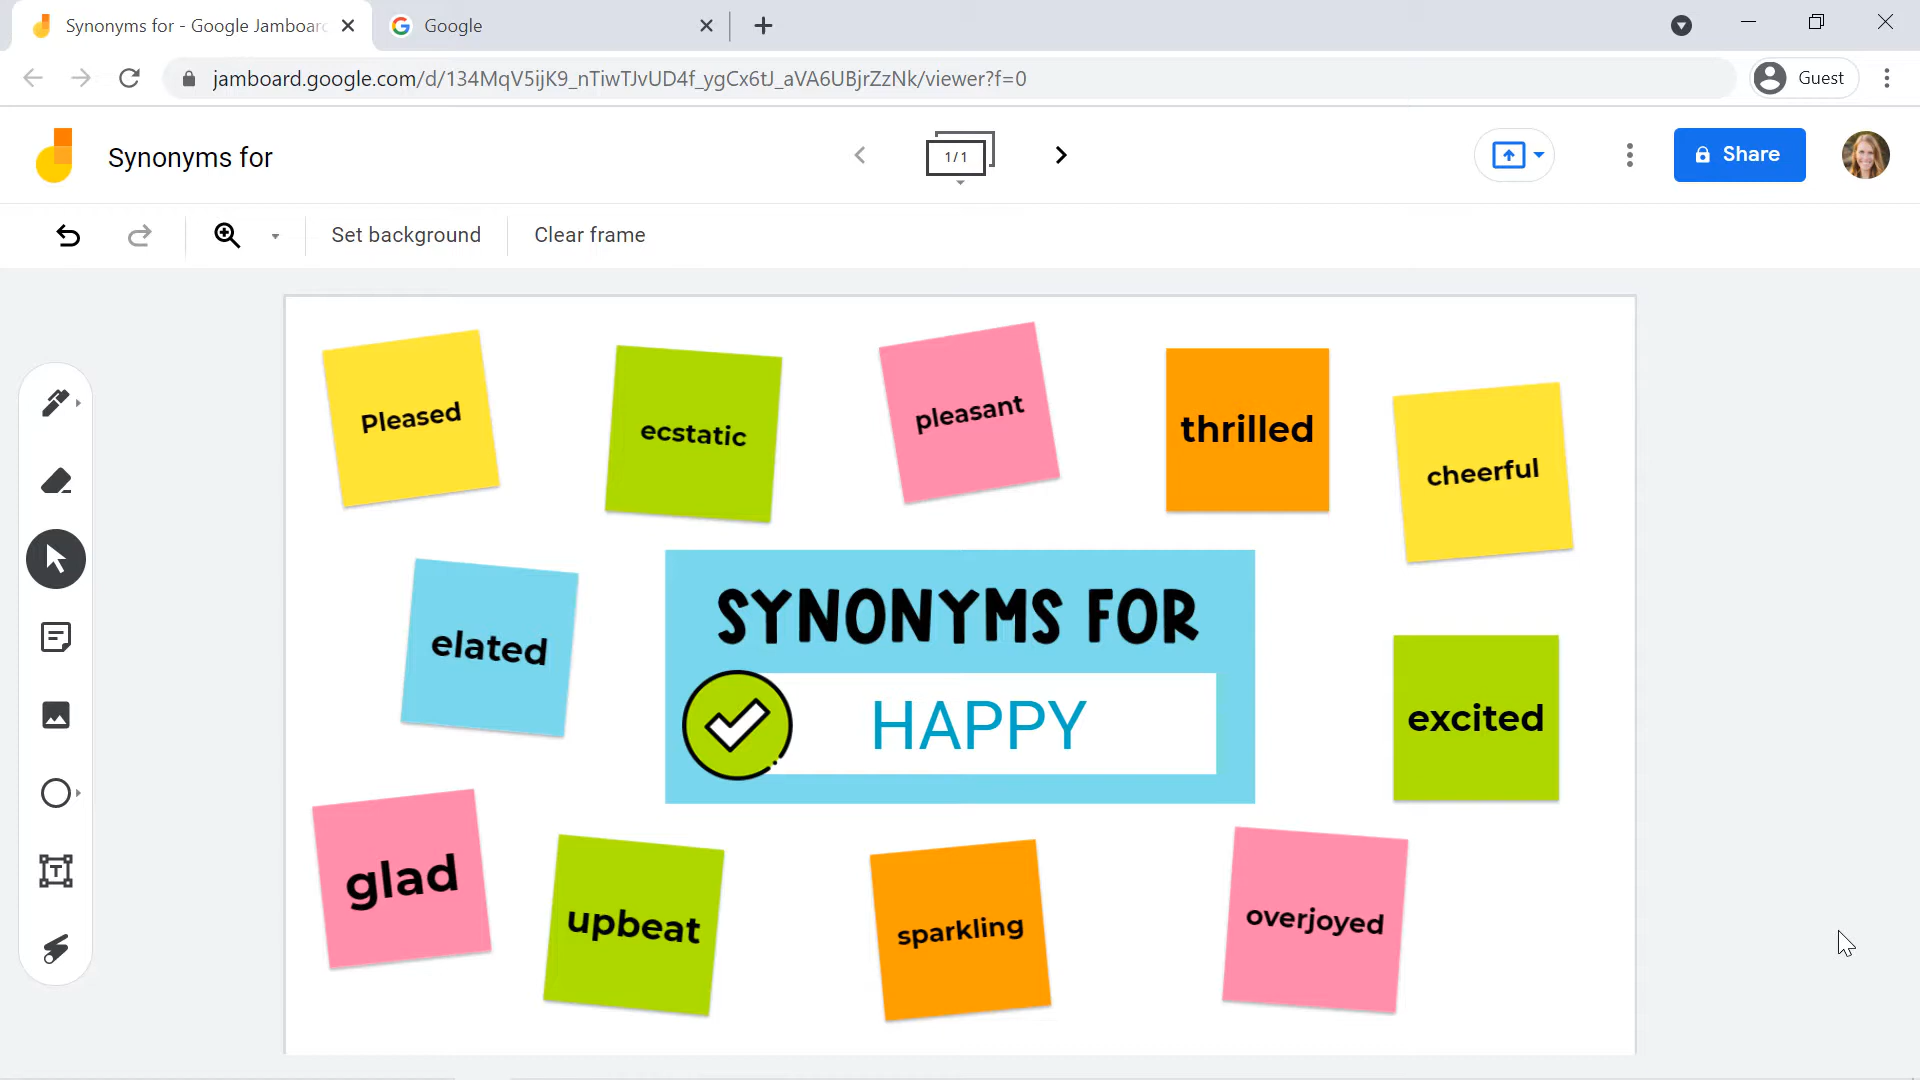 Synonyms for - Google Jamboar
Google
jamboard.google.com/d/134MqV5ijK9_nTiwTJvUD4f_ygCx6tJ_aVA6UBjrZzNk/viewer?f=0
Guest
Synonyms for
1/1
Share
Set background
Clear frame
Pleased
ecstatic
pleasant
thrilled
cheerful
elated
SYNONYMS FOR
HAPPY
excited
glad
upbeat
sparkling
overjoyed